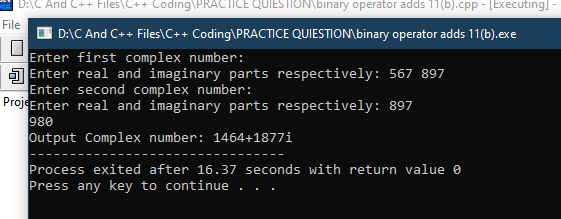 D:\C And C++ Files\C++ Coding\PRACTICE QUIESTION\binary operator adds 11(b).cpp - [Executing] -
File
D:\C And C++ Files\C++ Coding\PRACTICE QUIESTION\binary operator adds 11(b).exe
Enter first complex number:
Enter real and imaginary parts respectively: 567 897
Enter second complex number:
Enter real and imaginary parts respectively: 897
980
Output Complex number: 1464+1877i
--------------------------------
Process exited after 16.37 seconds with return value 0
Press any key to continue . . .
Proje